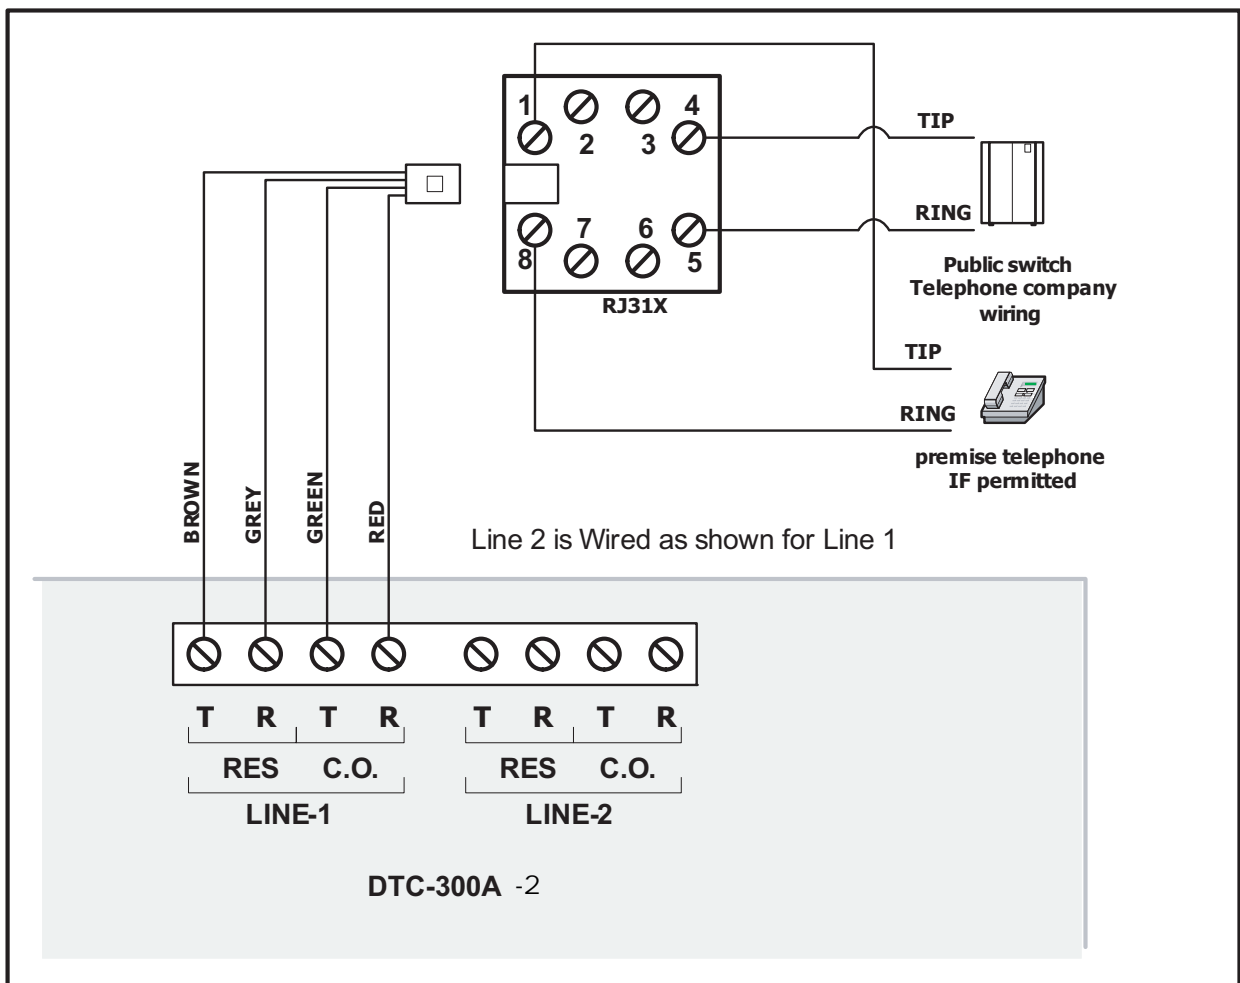 1
4
2
3
TIP
RING
7
6
8
5
RJ31X
Public switch
Telephone company
wiring
TIP
RING
premise telephone
IF permitted
BROWN
GREY
GREEN
RED
Line 2 is Wired as shown for Line 1
T R T R T R T R
RES C.O. RES C.O.
LINE-1 LINE-2
DTC-300A -2